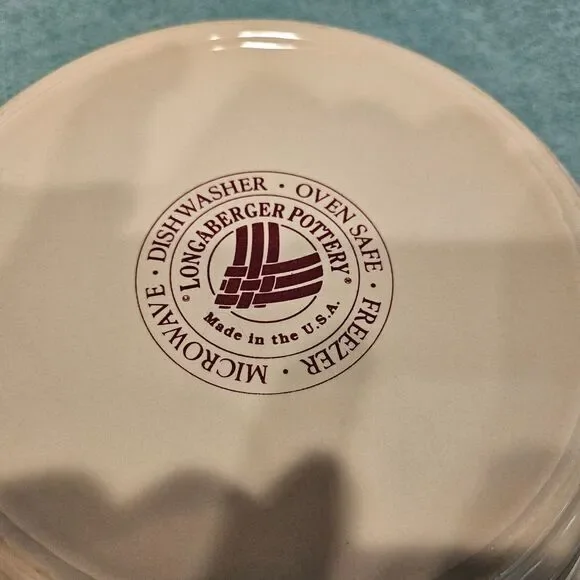 MICROWAVE · DISHWASHER · OVEN SAFE · FREEZER ·
© LONGABERGER POTTERY ®
Made in the U.S.A.